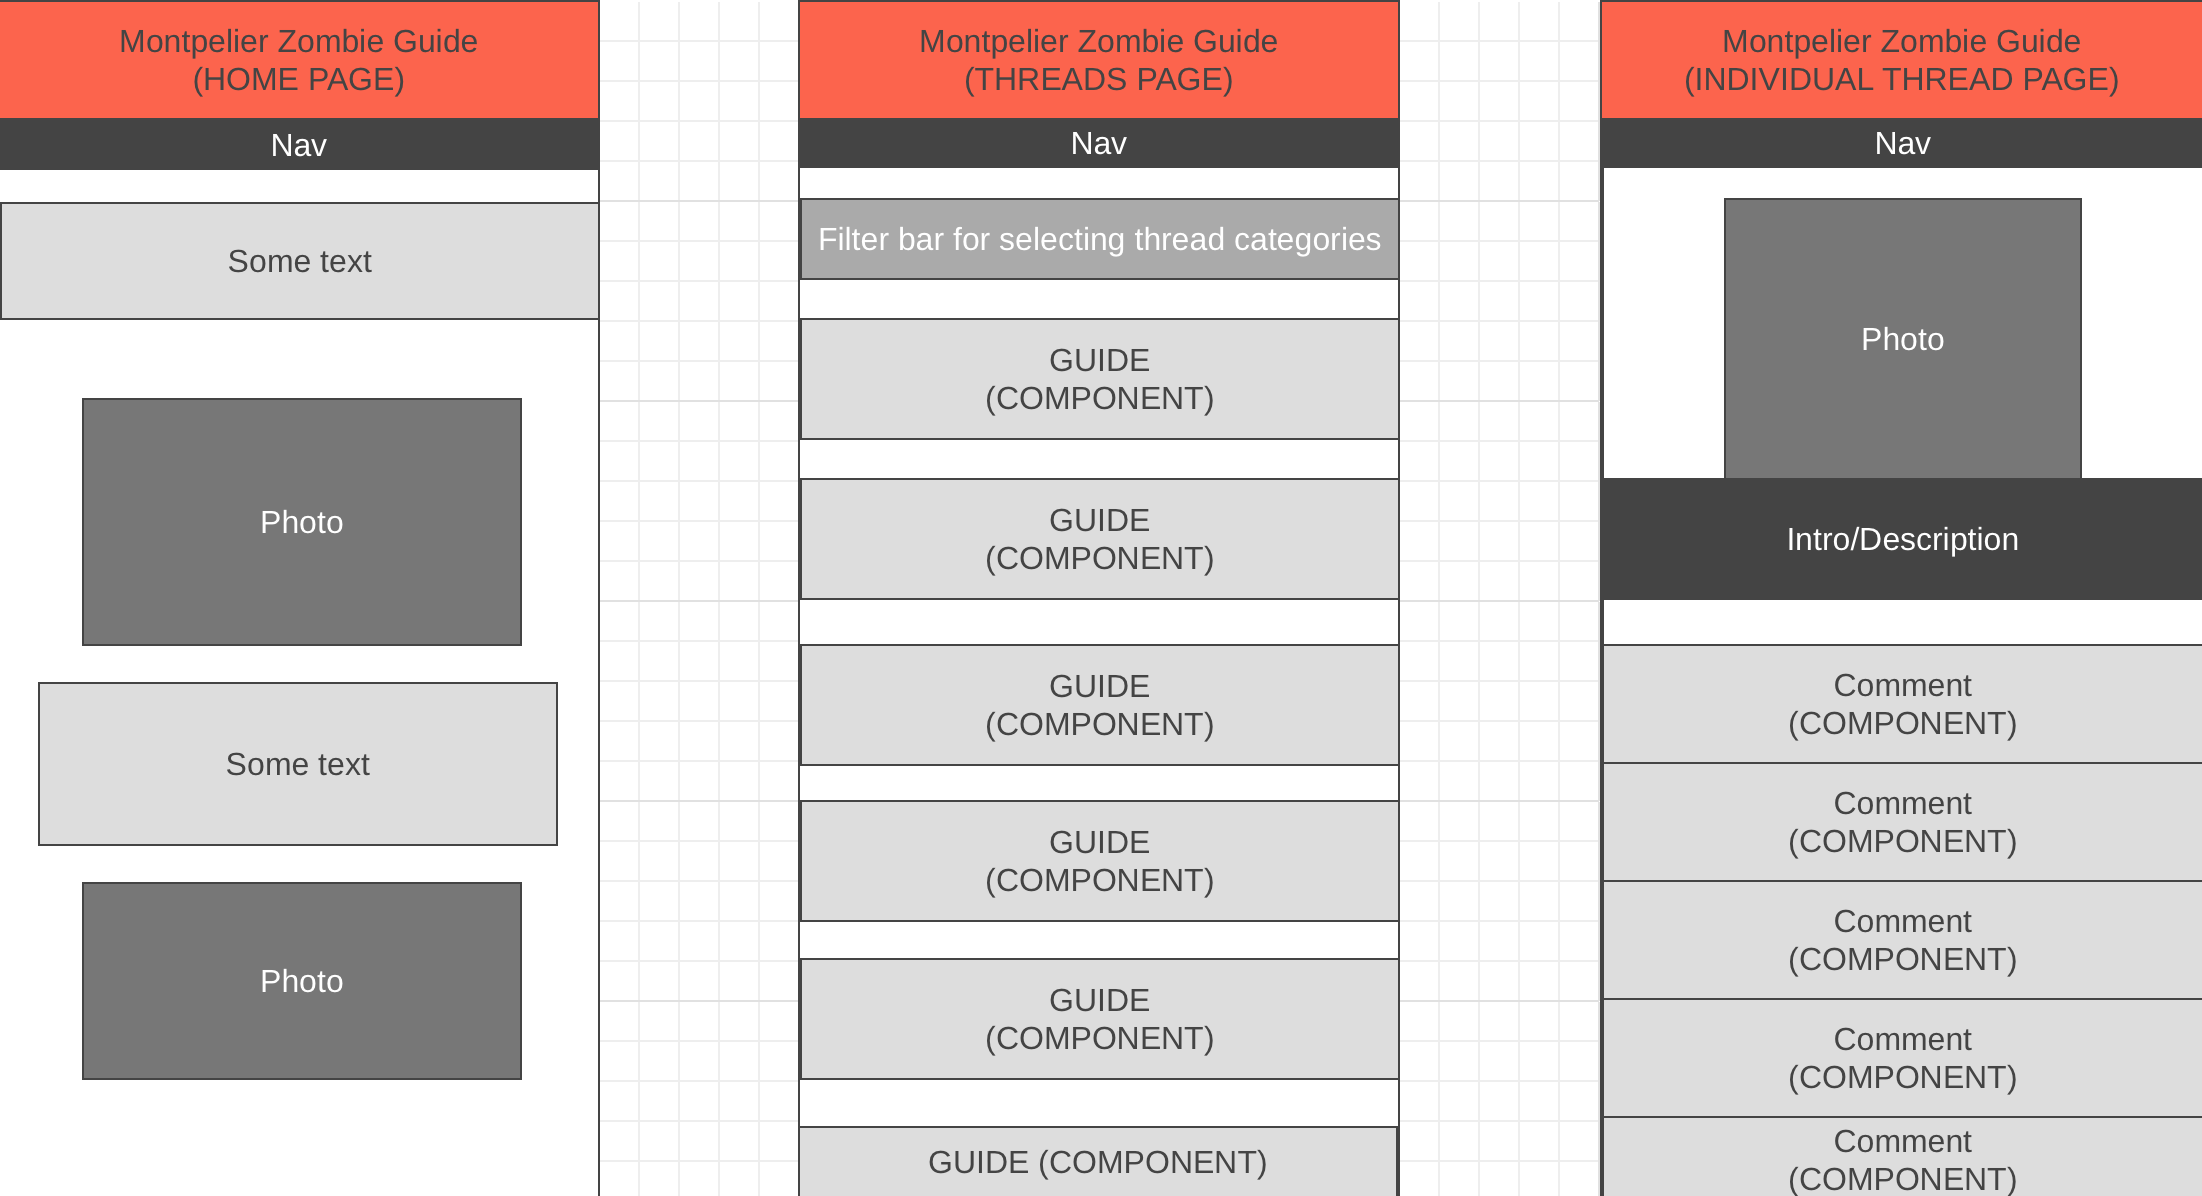 Montpelier Zombie Guide
(HOME PAGE)
Nav
Some text
Photo
Some text
Photo
Montpelier Zombie Guide
(THREADS PAGE)
Nav
Filter bar for selecting thread categories
GUIDE
(COMPONENT)
GUIDE
(COMPONENT)
GUIDE
(COMPONENT)
GUIDE
(COMPONENT)
GUIDE
(COMPONENT)
GUIDE (COMPONENT)
Montpelier Zombie Guide
(INDIVIDUAL THREAD PAGE)
Nav
Photo
Intro/Description
Comment
(COMPONENT)
Comment
(COMPONENT)
Comment
(COMPONENT)
Comment
(COMPONENT)
Comment
(COMPONENT)